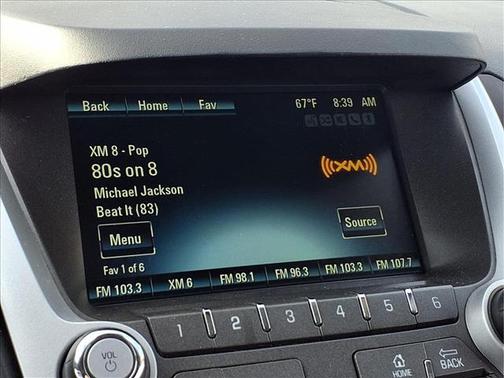 Back Home Fav 67°F 8:39 AM
XM 8 - Pop
80s on 8
((XM))
Michael Jackson
Beat It (83)
Menu
Source
Fav 1 of 6
FM 103.3 XM 6 FM 98.1 FM 96.3 FM 103.3 FM 107.7
1 2 3 4 5 6
VOL
HOME
BACK